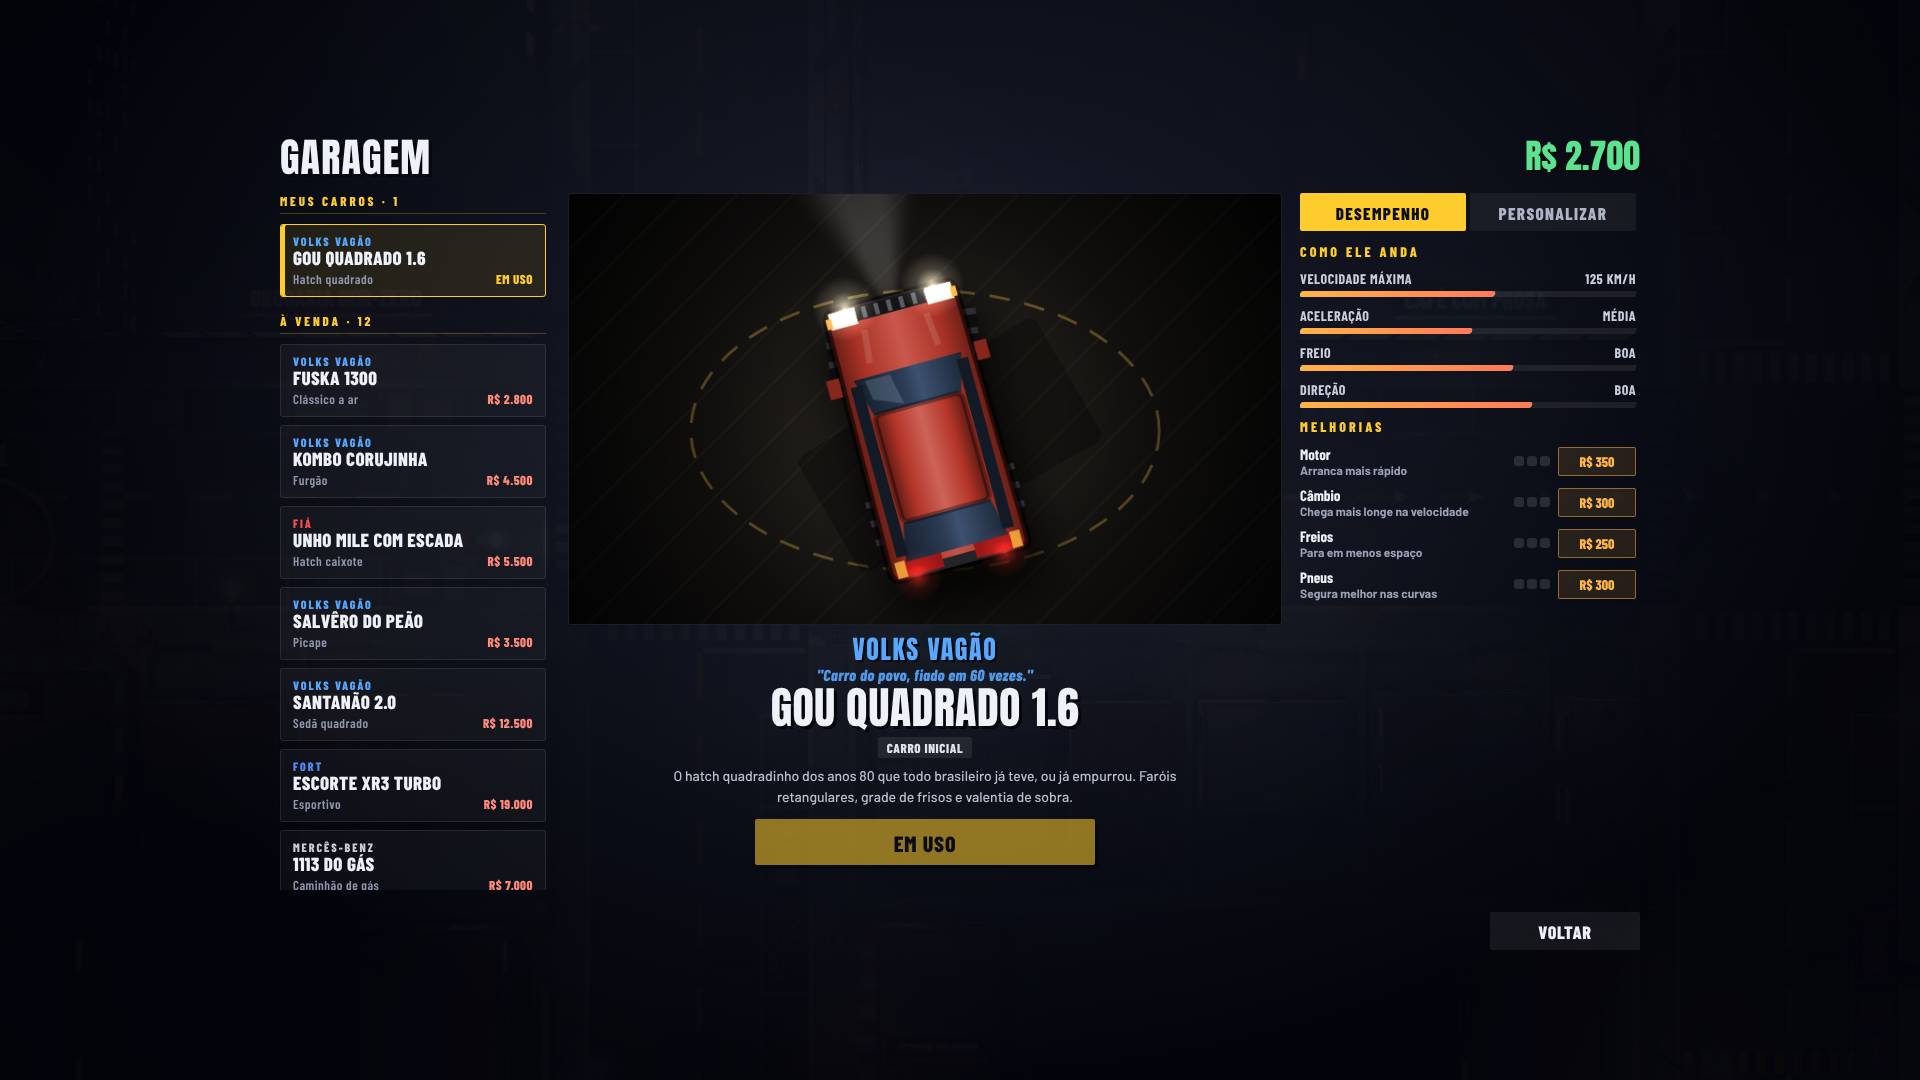 GARAGEM
R$ 2.700
MEUS CARROS · 1
VOLKS VAGÃO
GOU QUADRADO 1.6
Hatch quadrado
EM USO
À VENDA · 12
VOLKS VAGÃO
FUSKA 1300
Clássico a ar
R$ 2.800
VOLKS VAGÃO
KOMBO CORUJINHA
Furgão
R$ 4.500
FIÁ
UNHO MILE COM ESCADA
Hatch caixote
R$ 5.500
VOLKS VAGÃO
SALVÊRO DO PEÃO
Picape
R$ 3.500
VOLKS VAGÃO
SANTANÃO 2.0
Sedã quadrado
R$ 12.500
FORT
ESCORTE XR3 TURBO
Esportivo
R$ 19.000
MERCÊS-BENZ
1113 DO GÁS
Caminhão de gás
R$ 7.000
VOLKS VAGÃO
"Carro do povo, fiado em 60 vezes."
GOU QUADRADO 1.6
CARRO INICIAL
O hatch quadradinho dos anos 80 que todo brasileiro já teve, ou já empurrou. Faróis
retangulares, grade de frisos e valentia de sobra.
EM USO
DESEMPENHO
PERSONALIZAR
COMO ELE ANDA
VELOCIDADE MÁXIMA
125 KM/H
ACELERAÇÃO
MÉDIA
FREIO
BOA
DIREÇÃO
BOA
MELHORIAS
Motor
Arranca mais rápido
R$ 350
Câmbio
Chega mais longe na velocidade
R$ 300
Freios
Para em menos espaço
R$ 250
Pneus
Segura melhor nas curvas
R$ 300
VOLTAR